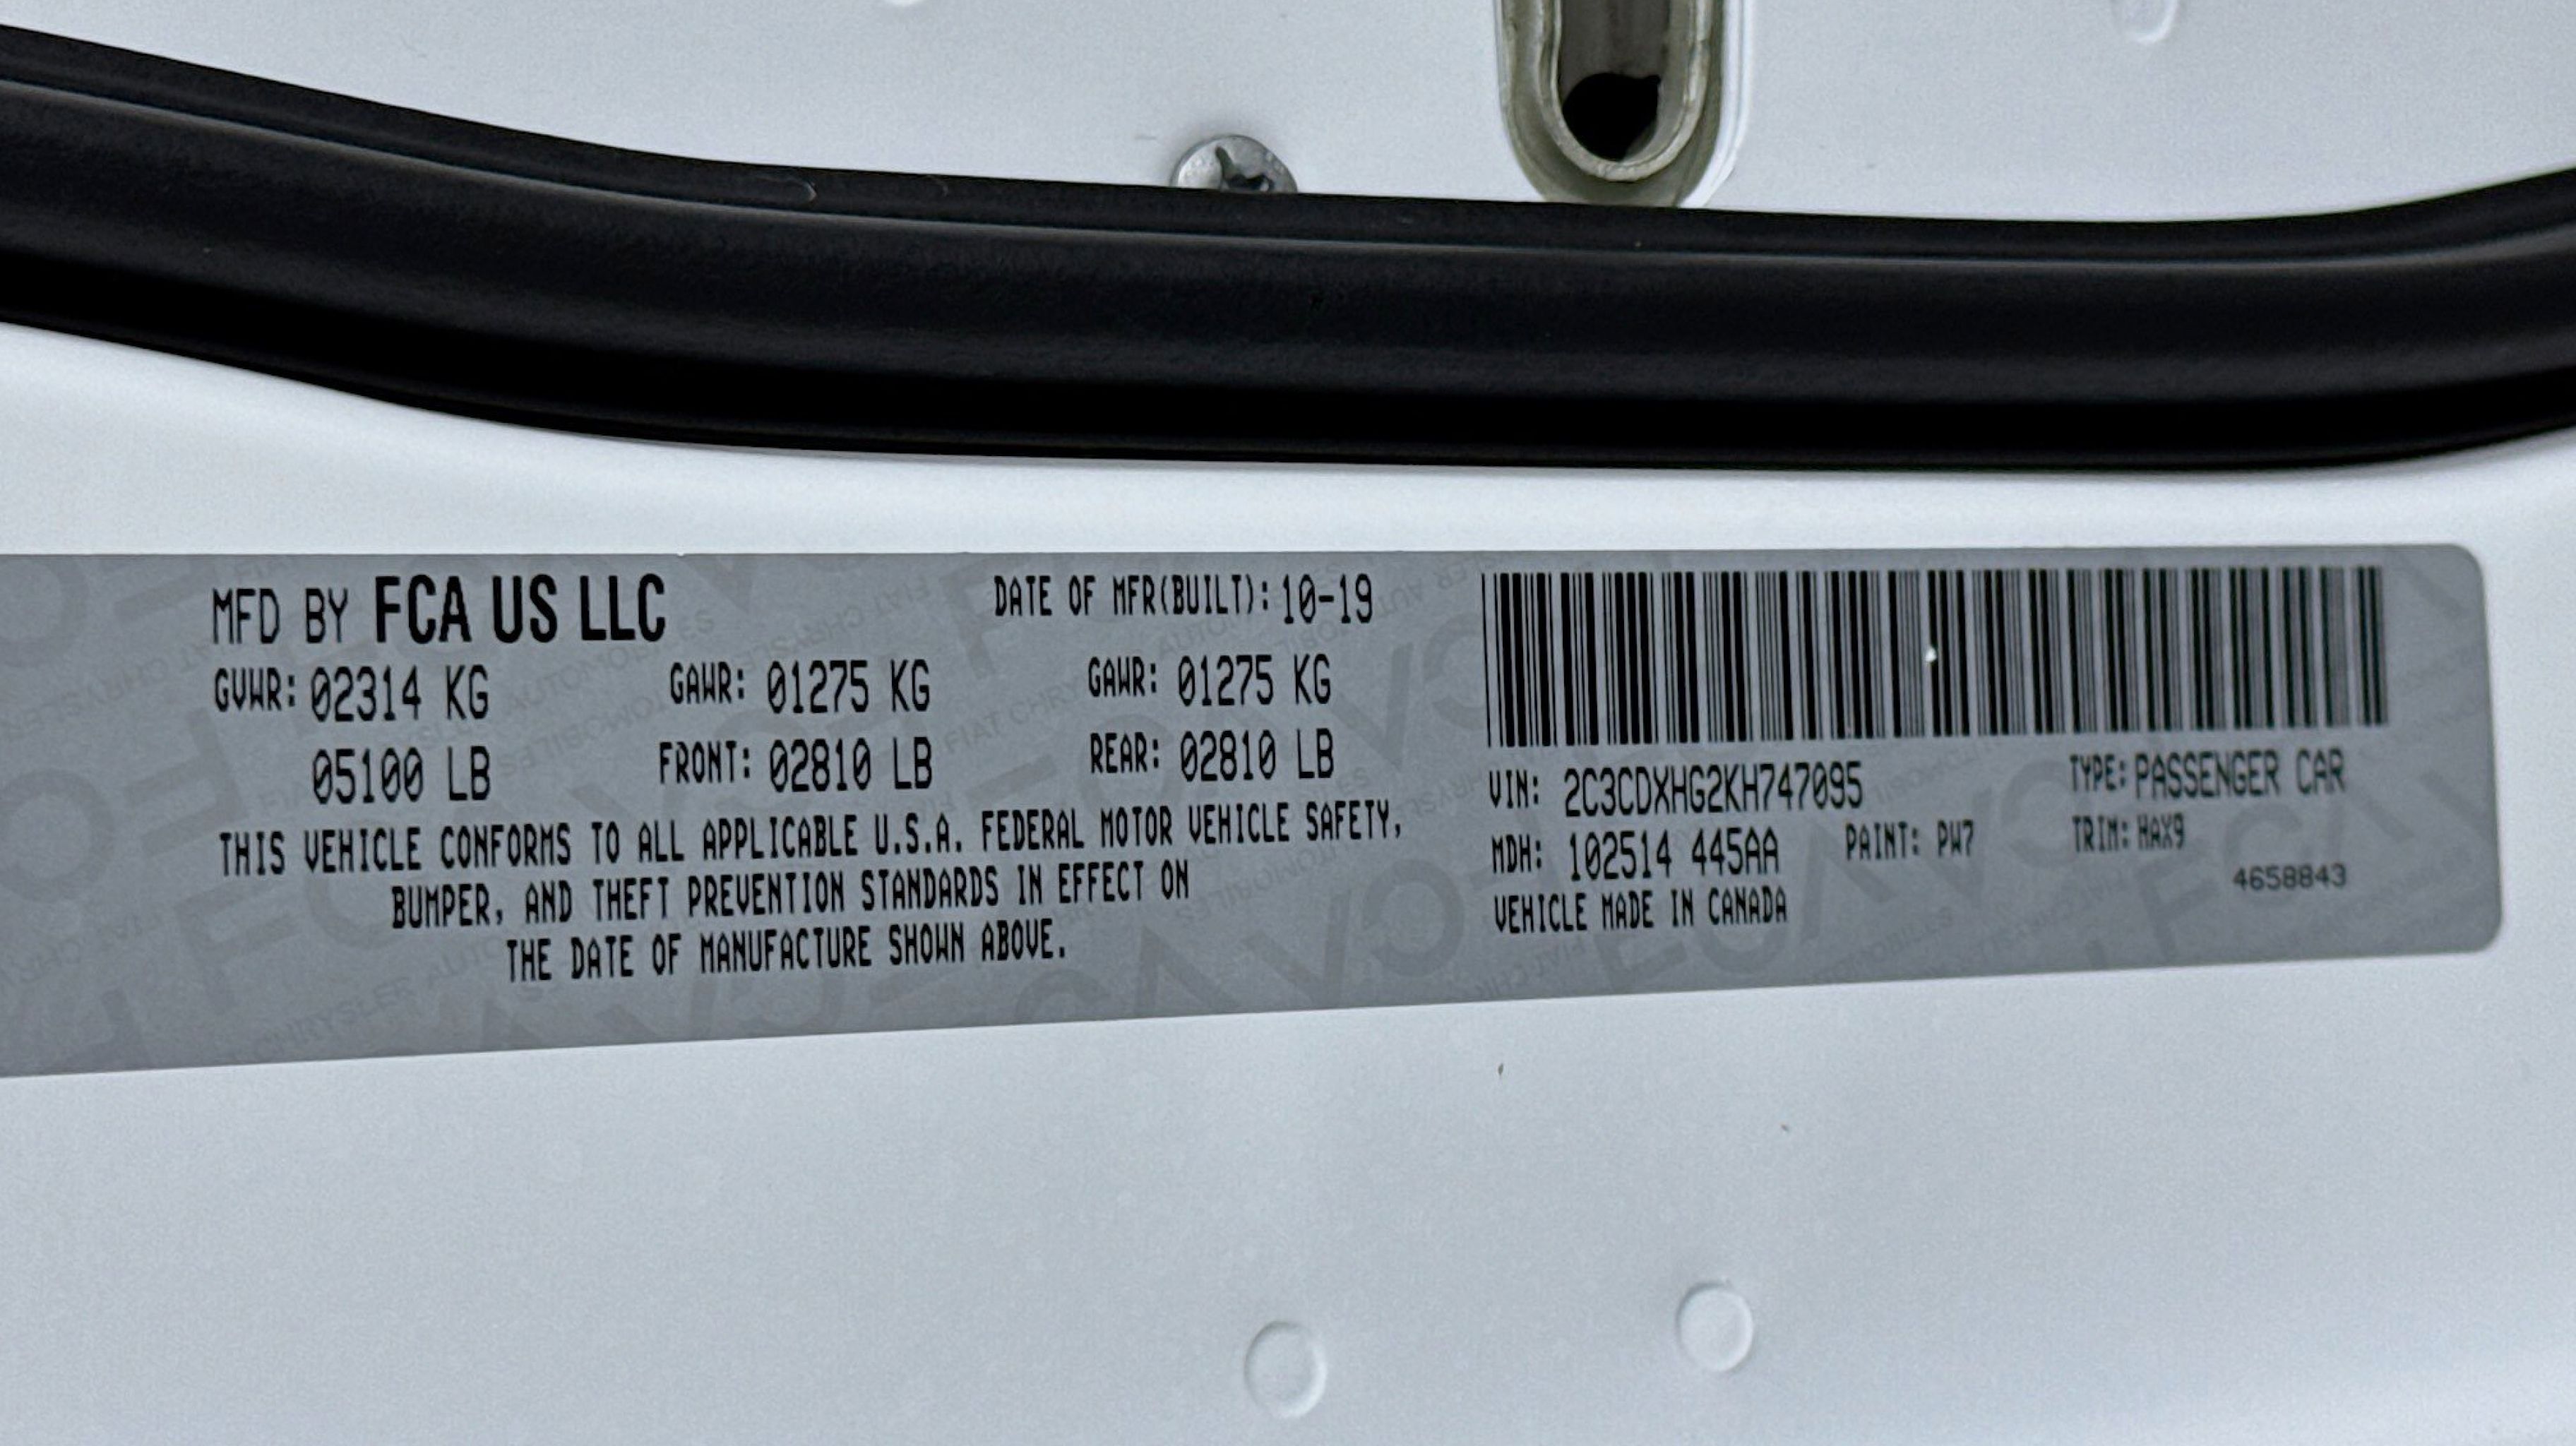 MFD BY FCA US LLC
DATE OF MFR(BUILT): 10-19
GVWR: 02314 KG GAWR: 01275 KG GAWR: 01275 KG
05100 LB FRONT: 02810 LB REAR: 02810 LB
THIS VEHICLE CONFORMS TO ALL APPLICABLE U.S.A. FEDERAL MOTOR VEHICLE SAFETY,
BUMPER, AND THEFT PREVENTION STANDARDS IN EFFECT ON
THE DATE OF MANUFACTURE SHOWN ABOVE.
VIN: 2C3CDXHG2KH747095 TYPE: PASSENGER CAR
MDH: 102514 445AA PAINT: PW7 TRIM: HAX9
VEHICLE MADE IN CANADA 4658843